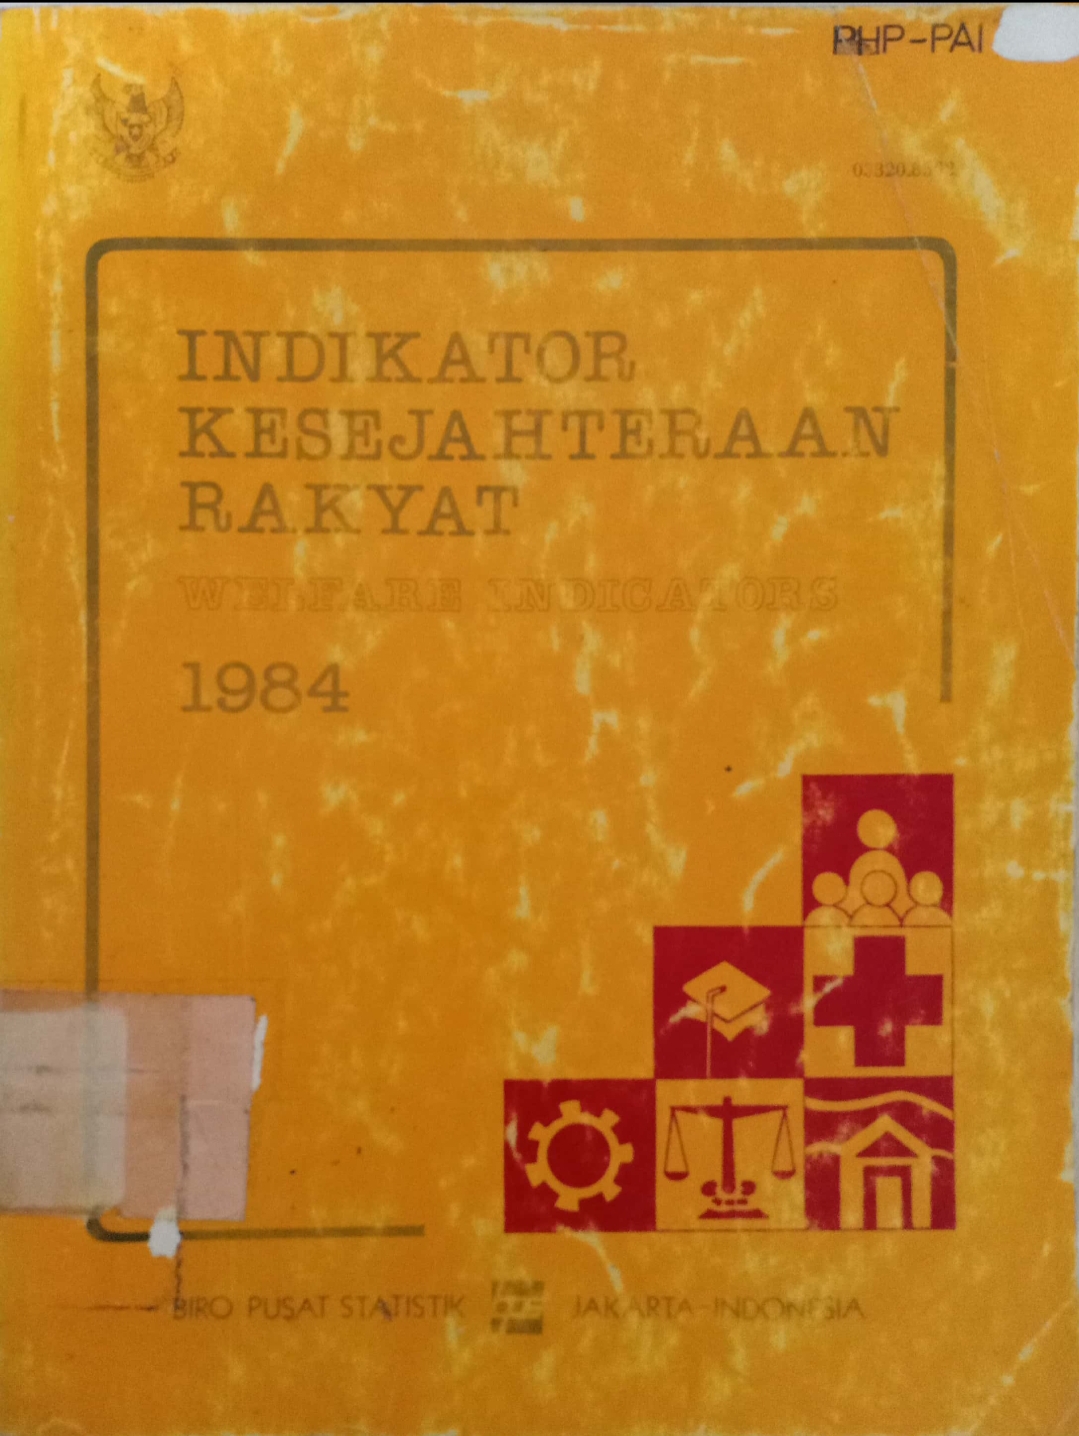 PHP-PAI
INDIKATOR
KESEJAHTERAAN
RAKYAT
WELFARE INDICATORS
1984
BIRO PUSAT STATISTIK JAKARTA-INDONESIA